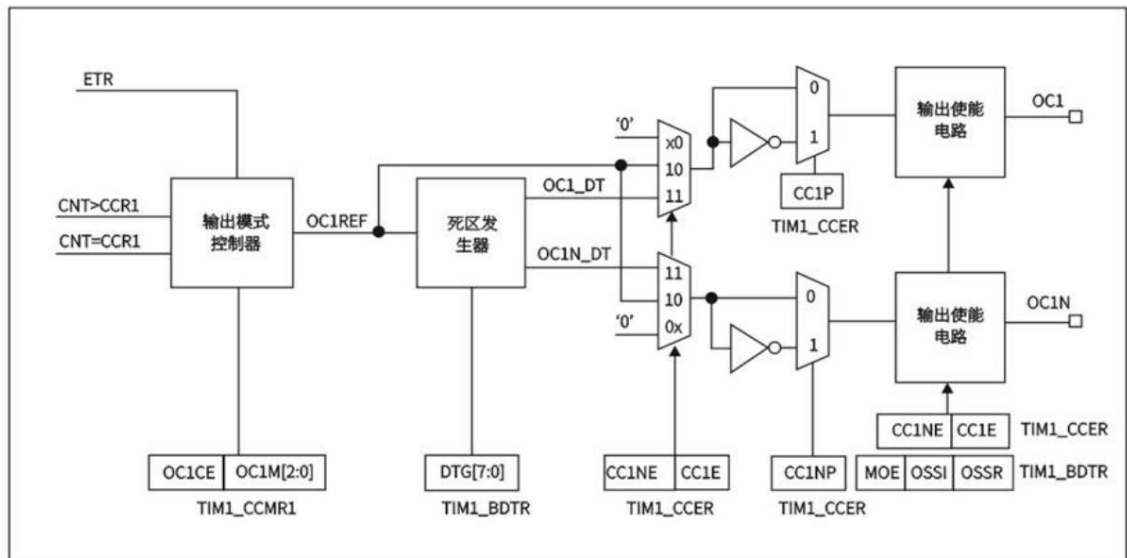 ETR
CNT>CCR1
CNT=CCR1
输出模式
控制器
OC1REF
死区发
生器
OC1_DT
OC1N_DT
‘0’
x0
10
11
11
10
0x
‘0’
0
1
CC1P
TIM1_CCER
0
1
输出使能
电路
OC1
输出使能
电路
OC1N
OC1CE OC1M[2:0]
TIM1_CCMR1
DTG[7:0]
TIM1_BDTR
CC1NE CC1E
TIM1_CCER
CC1NP
TIM1_CCER
CC1NE CC1E TIM1_CCER
MOE OSSI OSSR TIM1_BDTR